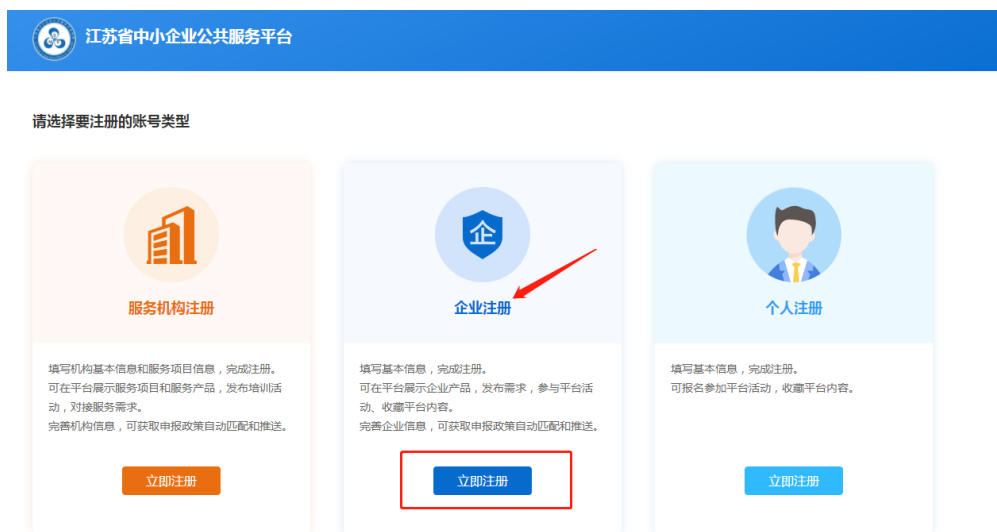 江苏省中小企业公共服务平台
请选择要注册的账号类型
企
服务机构注册
企业注册
个人注册
填写机构基本信息和服务项目信息，完成注册。
可在平台展示服务项目和服务产品，发布培训活
动，对接服务需求。
完善机构信息，可获取申报政策自动匹配和推送。
填写基本信息，完成注册。
可在平台展示企业产品，发布需求，参与平台活
动、收藏平台内容。
完善企业信息，可获取申报政策自动匹配和推送。
填写基本信息，完成注册。
可报名参加平台活动，收藏平台内容。
立即注册
立即注册
立即注册